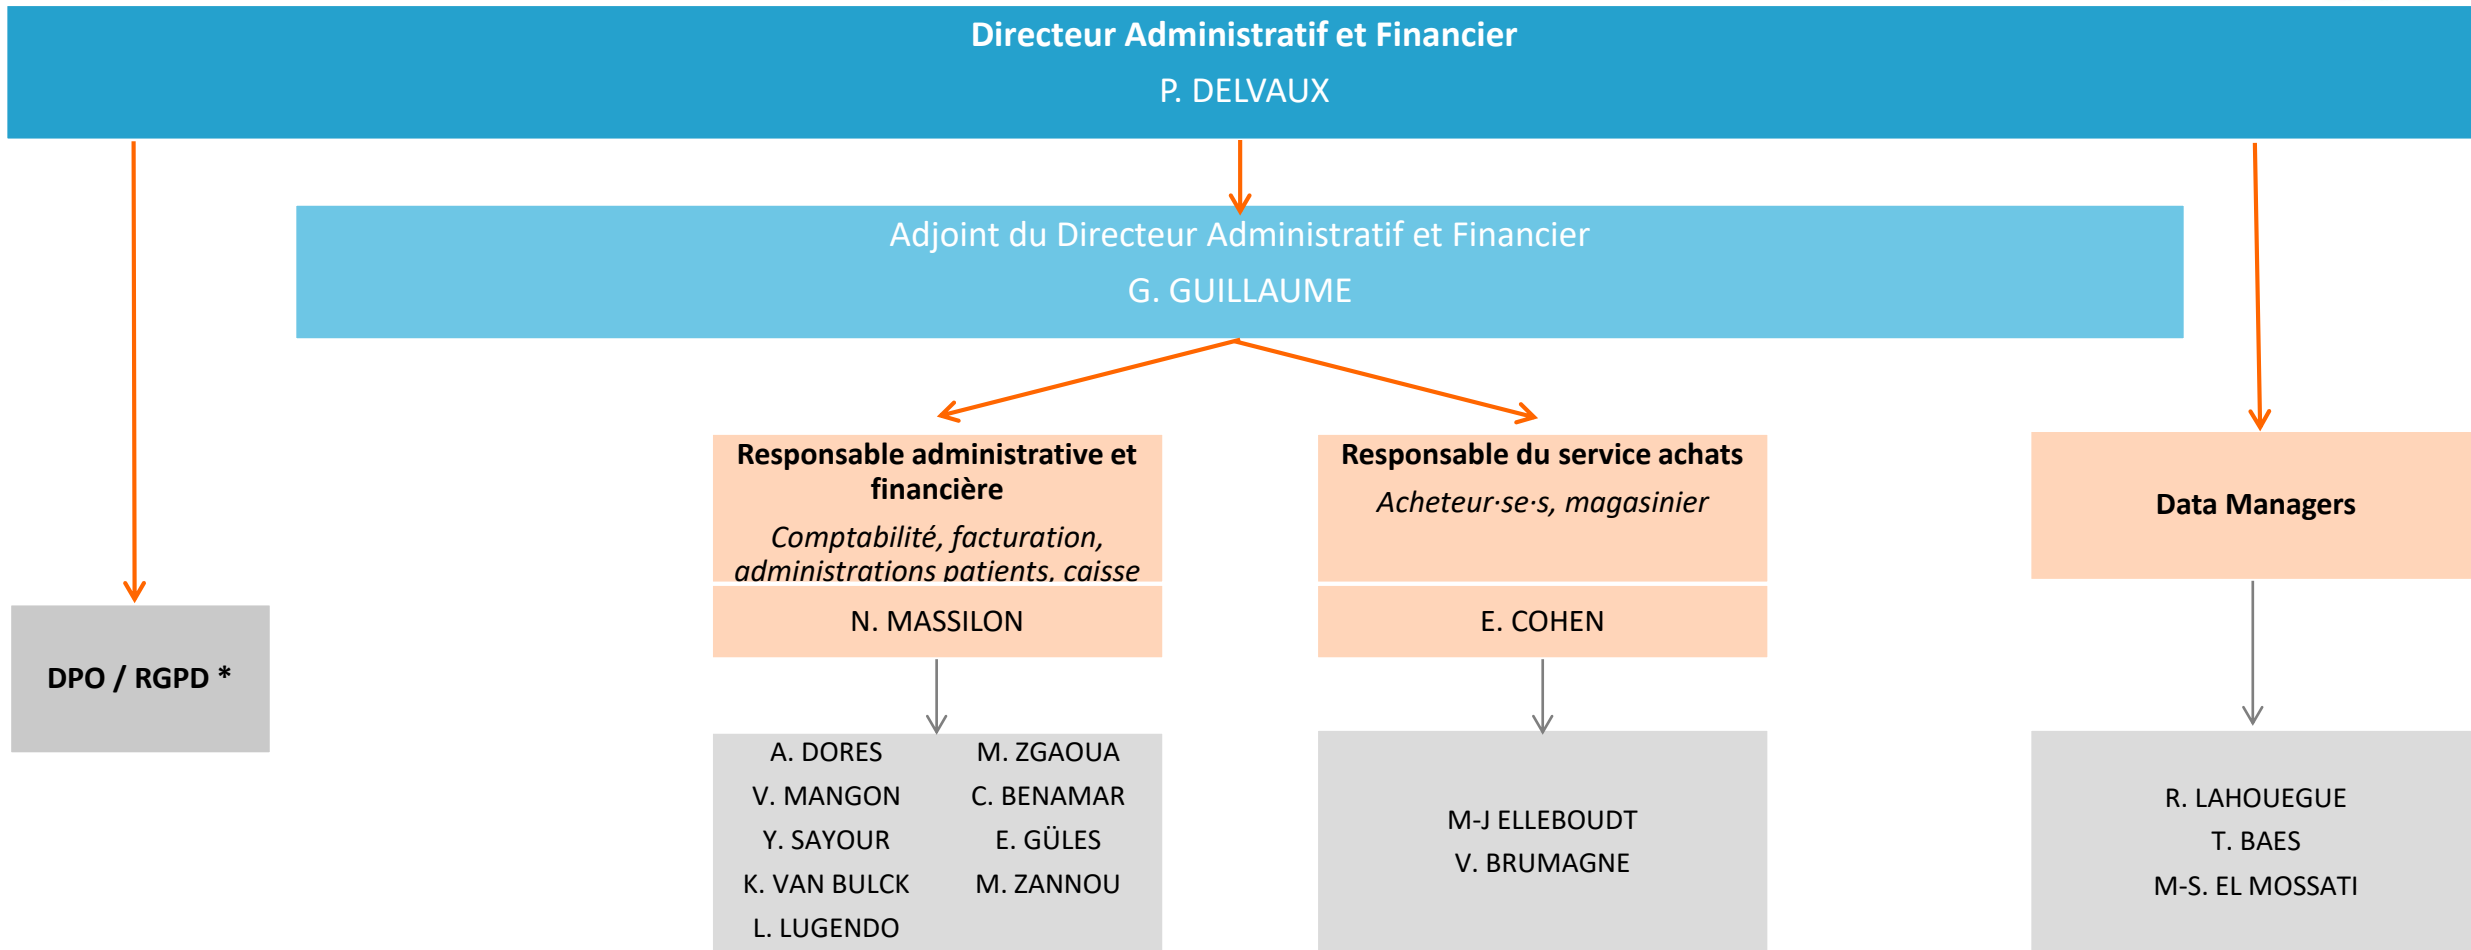 Directeur Administratif et Financier
P. DELVAUX
Adjoint du Directeur Administratif et Financier
G. GUILLAUME
Responsable administrative et
financière
Comptabilité, facturation,
administrations patients, caisse
N. MASSILON
Responsable du service achats
Acheteur·se·s, magasinier
E. COHEN
Data Managers
DPO / RGPD *
A. DORES
V. MANGON
Y. SAYOUR
K. VAN BULCK
L. LUGENDO
M. ZGAOUA
C. BENAMAR
E. GÜLES
M. ZANNOU
M-J ELLEBOUDT
V. BRUMAGNE
R. LAHOUEGUE
T. BAES
M-S. EL MOSSATI